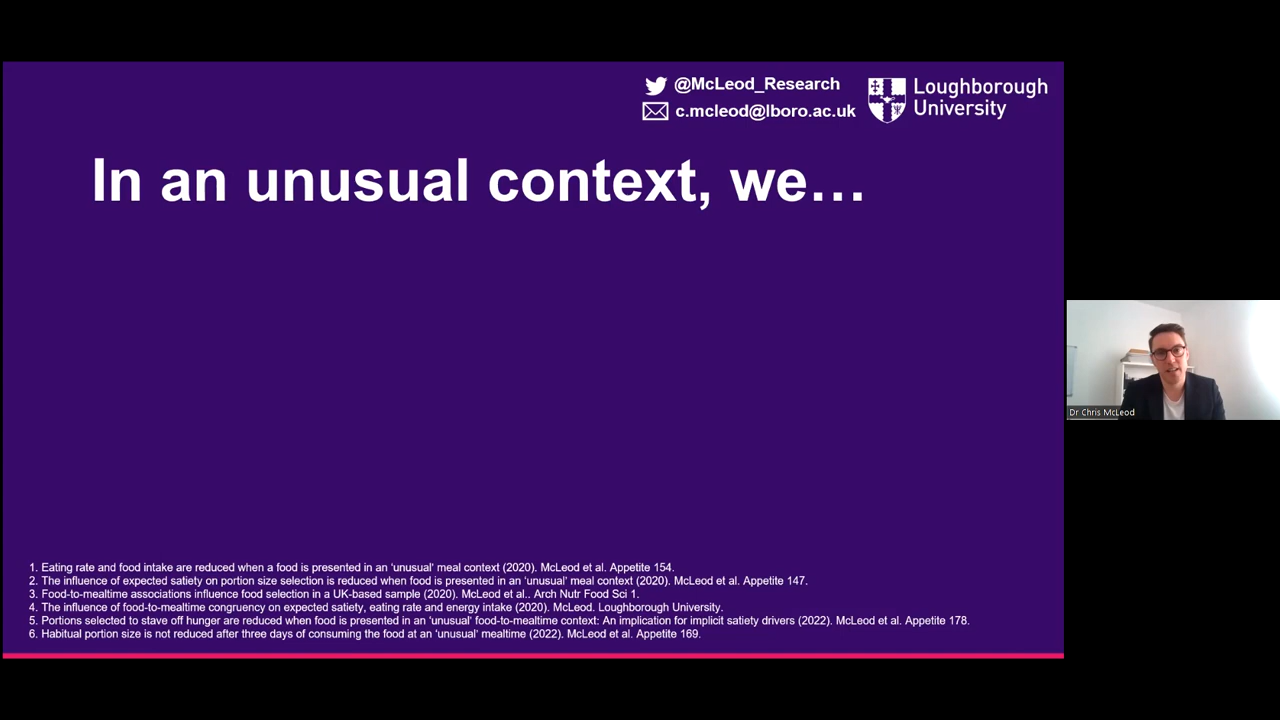 @McLeod_Research
c.mcleod@lboro.ac.uk
Loughborough
University
In an unusual context, we…
1. Eating rate and food intake are reduced when a food is presented in an 'unusual' meal context (2020). McLeod et al. Appetite 154.
2. The influence of expected satiety on portion size selection is reduced when food is presented in an 'unusual' meal context (2020). McLeod et al. Appetite 147.
3. Food-to-mealtime associations influence food selection in a UK-based sample (2020). McLeod et al.. Arch Nutr Food Sci 1.
4. The influence of food-to-mealtime congruency on expected satiety, eating rate and energy intake (2020). McLeod. Loughborough University.
5. Portions selected to stave off hunger are reduced when food is presented in an 'unusual' food-to-mealtime context: An implication for implicit satiety drivers (2022). McLeod et al. Appetite 178.
6. Habitual portion size is not reduced after three days of consuming the food at an 'unusual' mealtime (2022). McLeod et al. Appetite 169.
Dr Chris McLeod